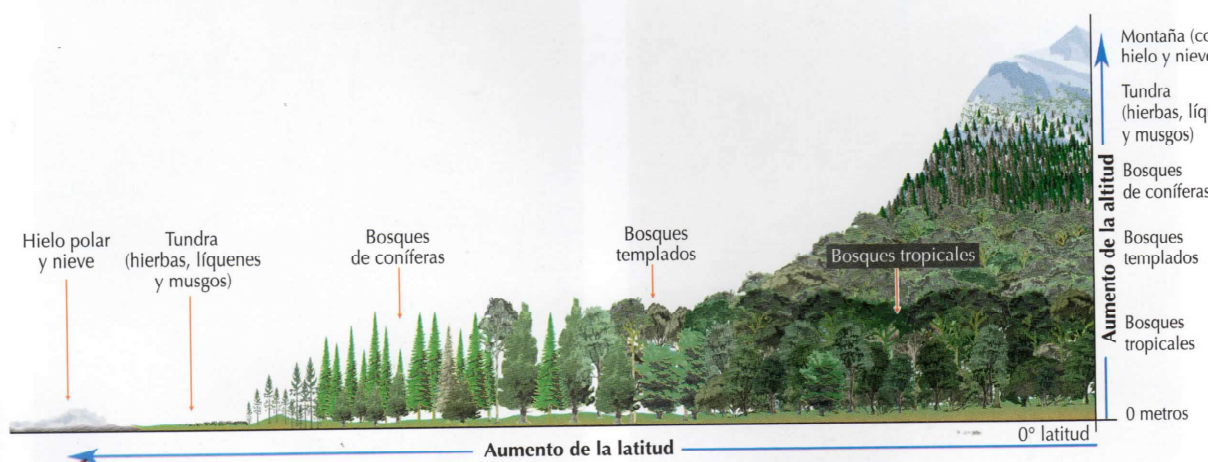 Hielo polar
y nieve
Tundra
(hierbas, líquenes
y musgos)
Bosques
de coníferas
Bosques
templados
Bosques tropicales
Montaña
hielo y nieve
Tundra
(hierbas,
y musgos)
Bosques
de coníferas
Bosques
templados
Bosques
tropicales
0 metros
Aumento de la altitud
0° latitud
Aumento de la latitud